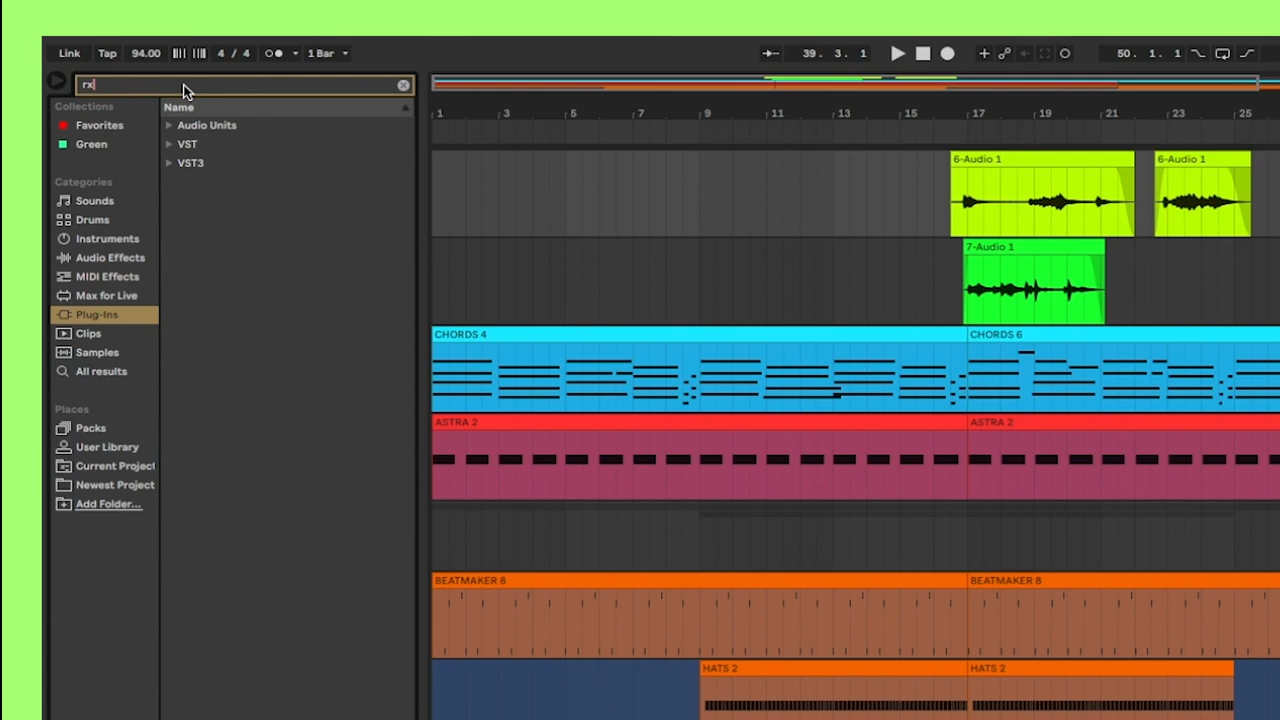 Link Tap 94.00 4 / 4 1 Bar 39. 3. 1 50. 1. 1
rx
Collections
Favorites
Green
Categories
Sounds
Drums
Instruments
Audio Effects
MIDI Effects
Max for Live
Plug-Ins
Clips
Samples
All results
Places
Packs
User Library
Current Project
Newest Project
Add Folder...
Name
Audio Units
VST
VST3
1 3 5 7 9 11 13 15 17 19 21 23 25
6-Audio 1 6-Audio 1
7-Audio 1
CHORDS 4 CHORDS 6
ASTRA 2 ASTRA 2
BEATMAKER 8 BEATMAKER 8
HATS 2 HATS 2